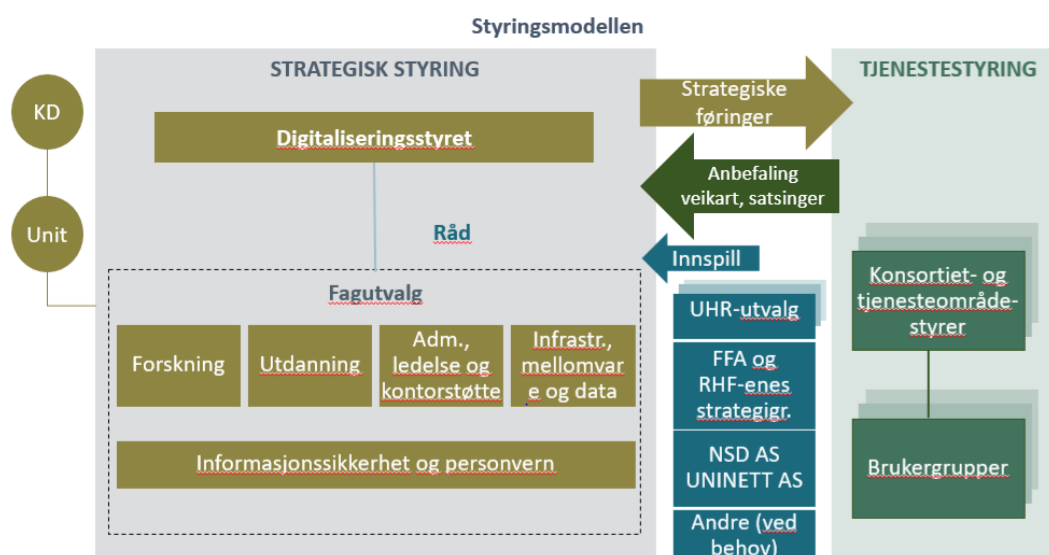 Styringsmodellen
STRATEGISK STYRING
KD
Unit
Digitaliseringsstyret
Råd
Fagutvalg
Forskning
Utdanning
Adm.,
ledelse og
kontorstøtte
Infrastr.,
mellomvar
e og data
Informasjonssikkerhet og personvern
Strategiske
føringer
Anbefaling
veikart, satsinger
Innspill
UHR-utvalg
FFA og
RHF-enes
strategigr.
NSD AS
UNINETT AS
Andre (ved
behov)
TJENESTESTYRING
Konsortiet- og
tjenesteområde-
styrer
Brukergrupper